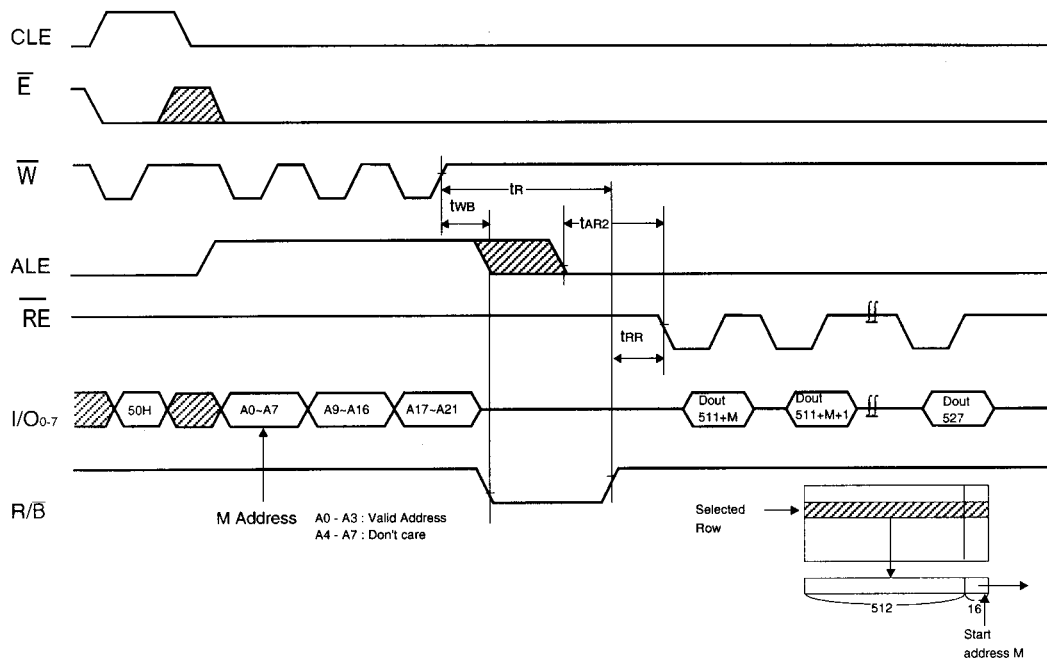 CLE
E
W
tR
tWB
tAR2
ALE
RE
tRR
I/O0-7
50H
A0~A7
A9~A16
A17~A21
Dout
511+M
Dout
511+M+1
Dout
527
R/B
M Address
A0 - A3 : Valid Address
A4 - A7 : Don't care
Selected
Row
512
16
Start
address M